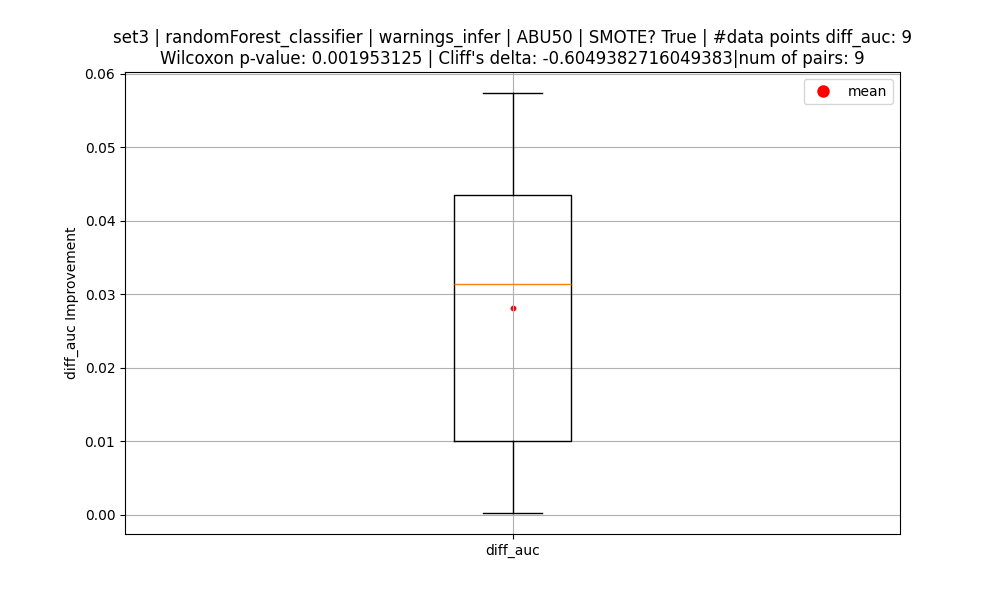 set3 | randomForest_classifier | warnings_infer | ABU50 | SMOTE? True | #data points diff_auc: 9
Wilcoxon p-value: 0.001953125 | Cliff's delta: -0.6049382716049383|num of pairs: 9
mean
0.06
0.05
0.04
0.03
0.02
0.01
0.00
diff_auc Improvement
diff_auc